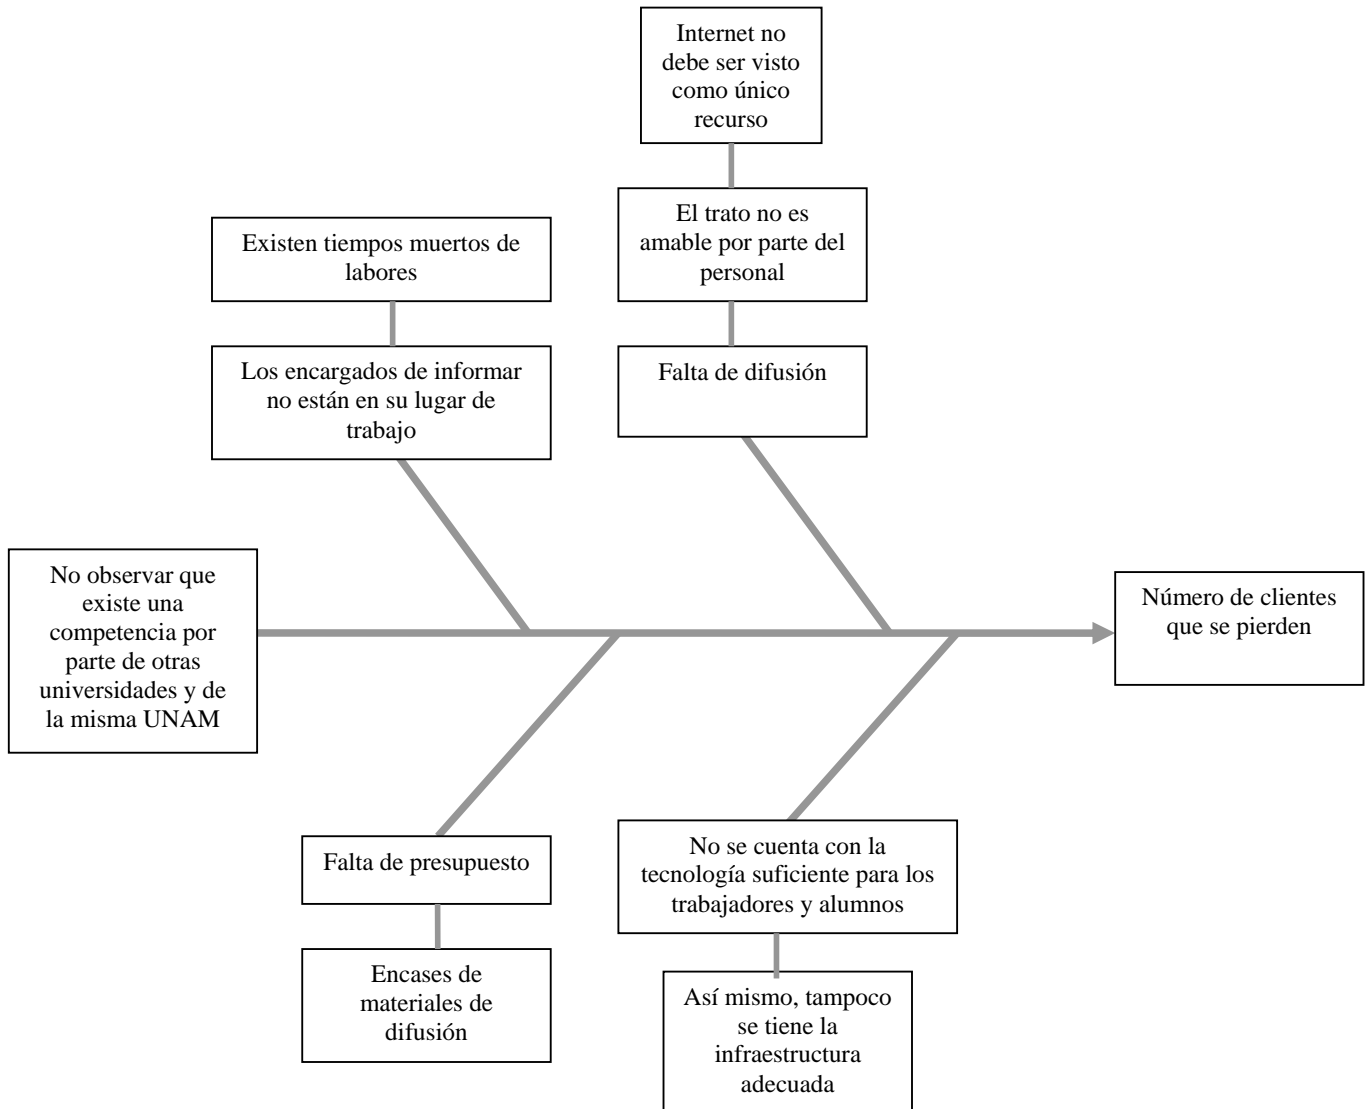 Internet no
debe ser visto
como único
recurso
El trato no es
amable por parte del
personal
Existen tiempos muertos de
labores
Los encargados de informar
no están en su lugar de
trabajo
Falta de difusión
No observar que
existe una
competencia por
parte de otras
universidades y de
la misma UNAM
Número de clientes
que se pierden
Falta de presupuesto
Encases de
materiales de
difusión
No se cuenta con la
tecnología suficiente para los
trabajadores y alumnos
Así mismo, tampoco
se tiene la
infraestructura
adecuada